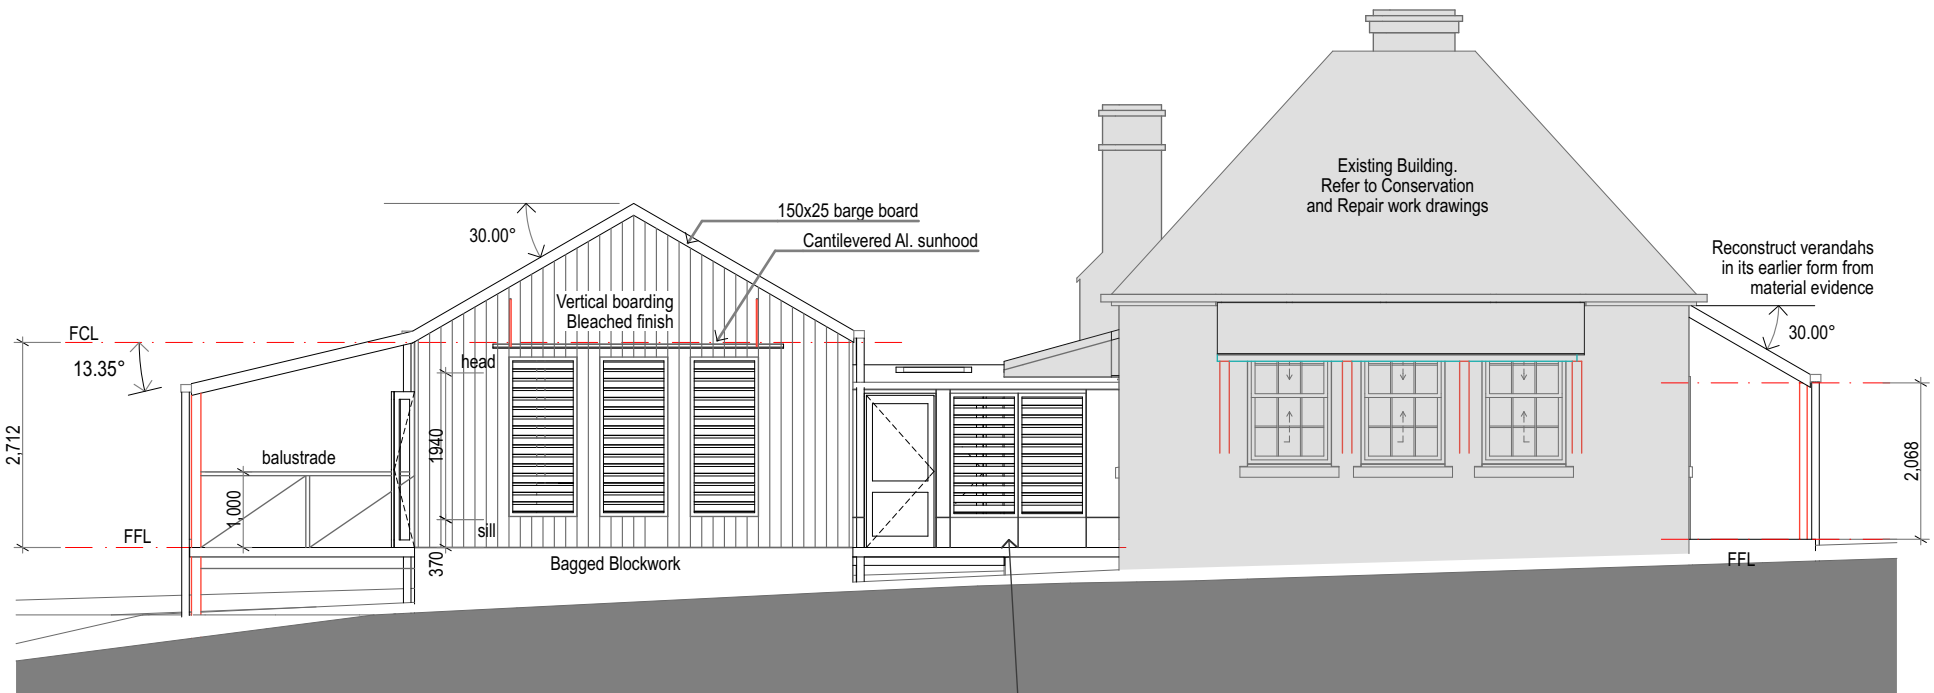 Existing Building.
Refer to Conservation
and Repair work drawings
150x25 barge board
30.00°
Cantilevered Al. sunhood
Reconstruct verandahs
in its earlier form from
material evidence
Vertical boarding
Bleached finish
FCL
30.00°
13.35°
head
2,712
1940
balustrade
2,068
1,000
sill
FFL
370
Bagged Blockwork
FFL